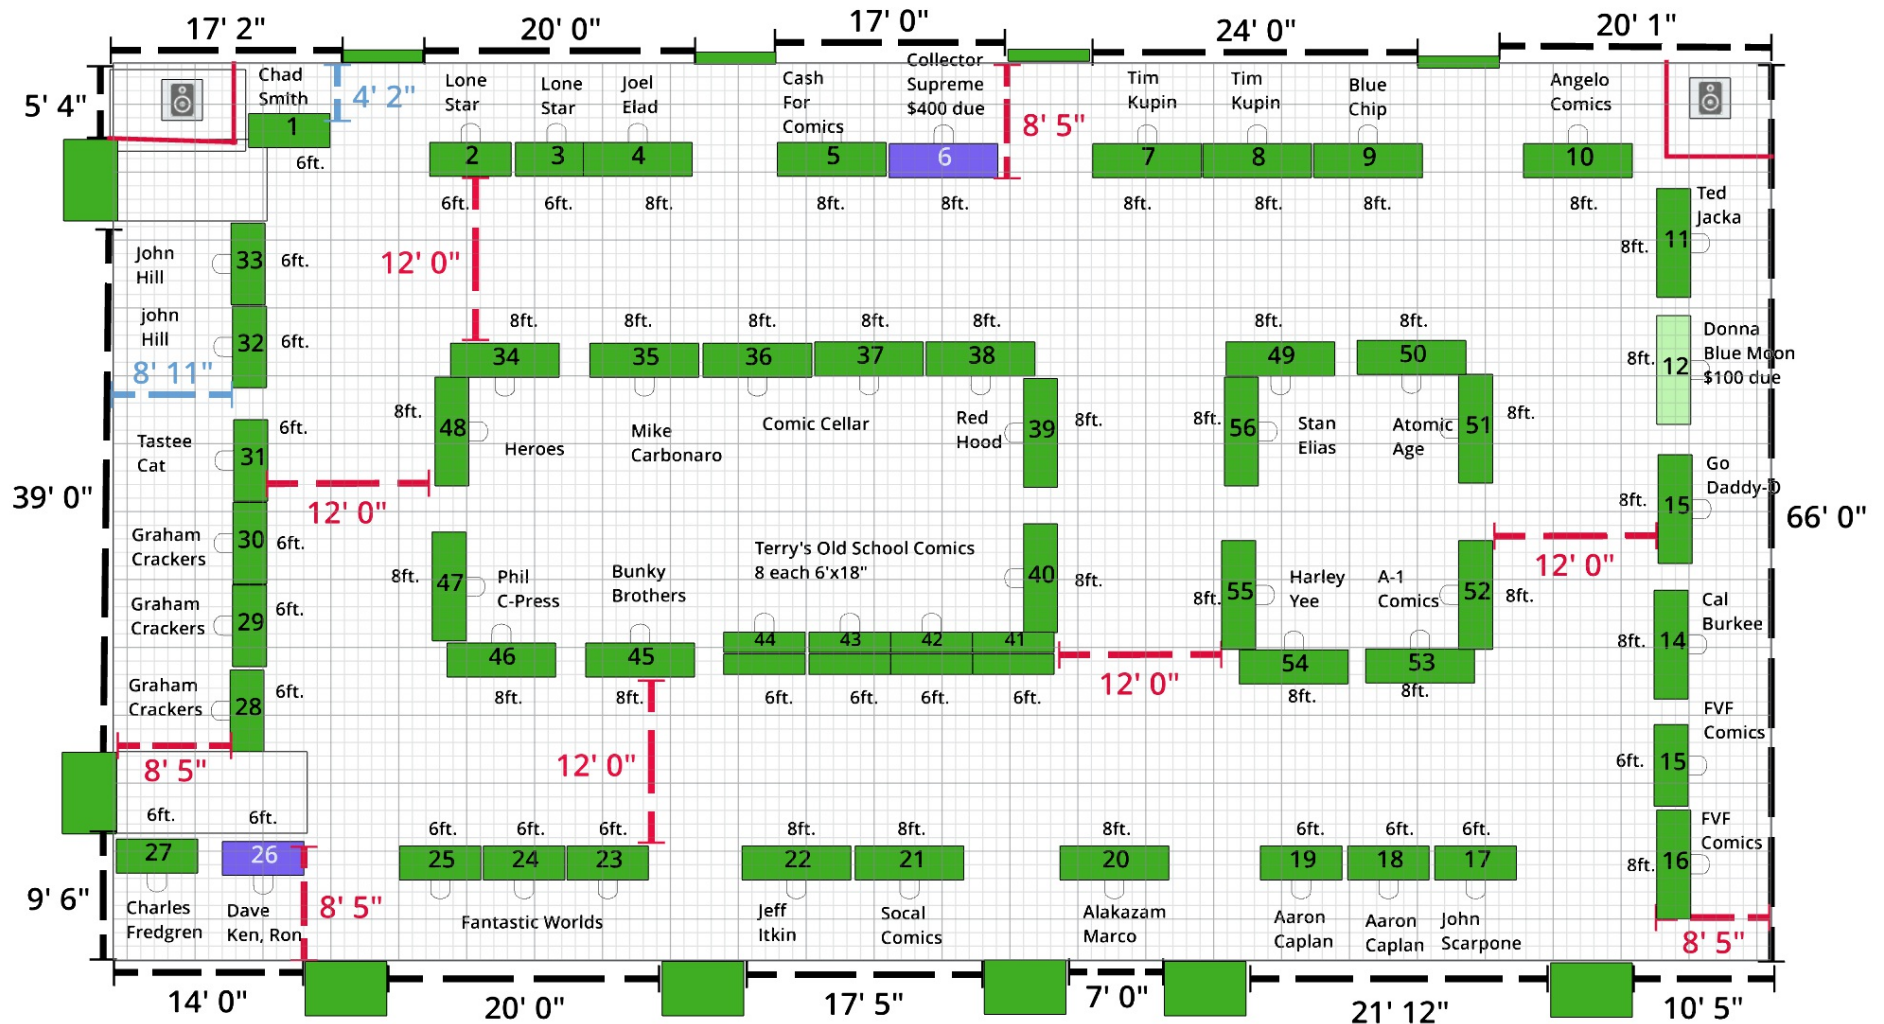 17' 2"
20' 0"
17' 0"
24' 0"
20' 1"
5' 4"
Chad
Smith
1
6ft.
4' 2"
Lone
Star
2
6ft.
Lone
Star
3
6ft.
Joel
Elad
4
8ft.
Cash
For
Comics
5
8ft.
Collector
Supreme
$400 due
6
8ft.
8' 5"
Tim
Kupin
7
8ft.
Tim
Kupin
8
8ft.
Blue
Chip
9
8ft.
Angelo
Comics
10
8ft.
Ted
Jacka
11
8ft.
John
Hill
33
6ft.
john
Hill
32
6ft.
8' 11"
12' 0"
8ft.
34
8ft.
35
8ft.
36
8ft.
37
8ft.
38
8ft.
49
8ft.
50
Donna
Blue Moon
$100 due
12
8ft.
Tastee
Cat
31
6ft.
12' 0"
8ft.
48
Heroes
Mike
Carbonaro
Comic Cellar
Red
Hood
39
8ft.
8ft.
56
Stan
Elias
Atomic
Age
51
8ft.
Go
Daddy-O
15
8ft.
39' 0"
66' 0"
Graham
Crackers
30
6ft.
8ft.
47
Phil
C-Press
Bunky
Brothers
Terry's Old School Comics
8 each 6'x18"
40
8ft.
8ft.
55
Harley
Yee
A-1
Comics
52
8ft.
12' 0"
Cal
Burkee
14
8ft.
Graham
Crackers
29
6ft.
46
8ft.
45
8ft.
44
43
42
41
6ft.
6ft.
6ft.
6ft.
12' 0"
54
8ft.
53
8ft.
Graham
Crackers
28
6ft.
8' 5"
12' 0"
FVF
Comics
15
6ft.
6ft.
27
Charles
Fredgren
6ft.
26
Dave
Ken, Ron
8' 5"
6ft.
25
6ft.
24
6ft.
23
Fantastic Worlds
8ft.
22
Jeff
Itkin
8ft.
21
Socal
Comics
8ft.
20
Alakazam
Marco
6ft.
19
Aaron
Caplan
6ft.
18
Aaron
Caplan
6ft.
17
John
Scarpone
FVF
Comics
16
8ft.
8' 5"
9' 6"
14' 0"
20' 0"
17' 5"
7' 0"
21' 12"
10' 5"